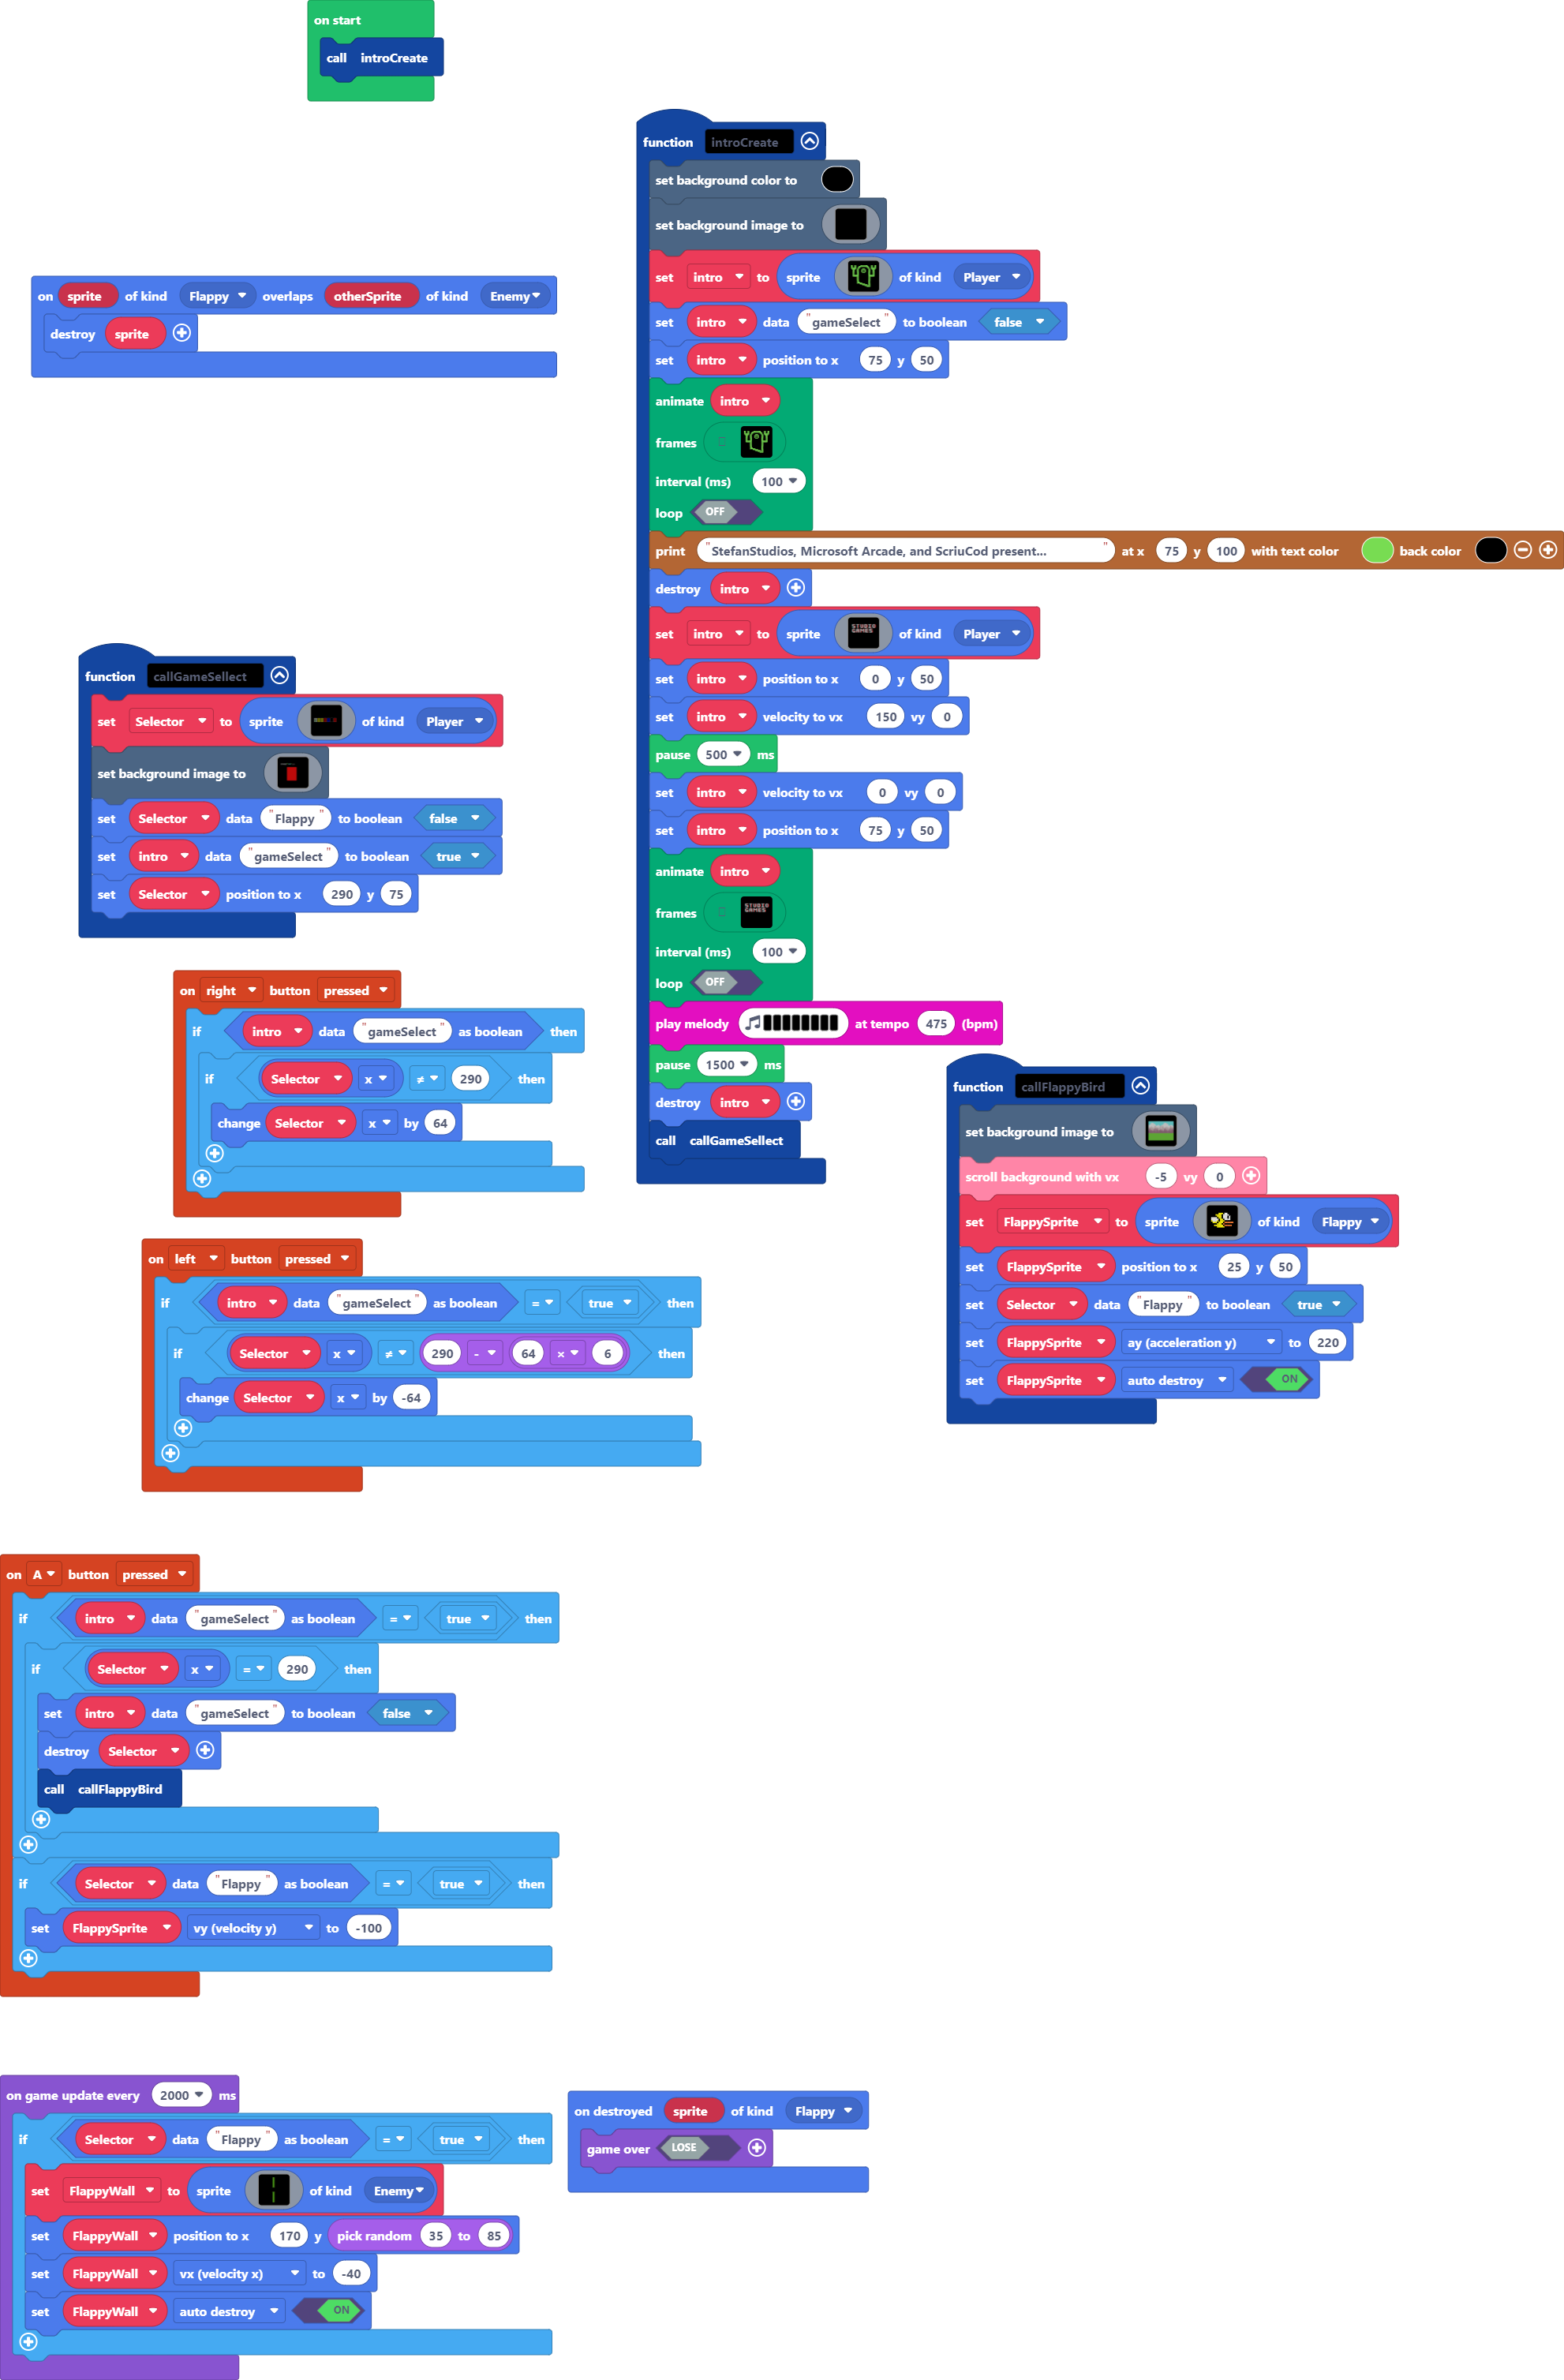 on start
call introCreate
function introCreate
set background color to
set background image to
set intro to sprite of kind Player
set intro data "gameSelect" to boolean false
set intro position to x 75 y 50
animate intro
frames
interval (ms) 100
loop OFF
print "StefanStudios, Microsoft Arcade, and ScriuCod present... " at x 75 y 100 with text color back color
destroy intro
set intro to sprite STUDIO GAMES of kind Player
set intro position to x 0 y 50
set intro velocity to vx 150 vy 0
pause 500 ms
set intro velocity to vx 0 vy 0
set intro position to x 75 y 50
animate intro
frames STUDIO GAMES
interval (ms) 100
loop OFF
play melody at tempo 475 (bpm)
pause 1500 ms
destroy intro
call callGameSellect
on sprite of kind Flappy overlaps otherSprite of kind Enemy
destroy sprite
function callGameSellect
set Selector to sprite of kind Player
set background image to
set Selector data "Flappy" to boolean false
set intro data "gameSelect" to boolean true
set Selector position to x 290 y 75
on right button pressed
if intro data "gameSelect" as boolean then
if Selector x ≠ 290 then
change Selector x by 64
on left button pressed
if intro data "gameSelect" as boolean = true then
if Selector x ≠ 290 - 64 × 6 then
change Selector x by -64
function callFlappyBird
set background image to
scroll background with vx -5 vy 0
set FlappySprite to sprite of kind Flappy
set FlappySprite position to x 25 y 50
set Selector data "Flappy" to boolean true
set FlappySprite ay (acceleration y) to 220
set FlappySprite auto destroy ON
on A button pressed
if intro data "gameSelect" as boolean = true then
if Selector x = 290 then
set intro data "gameSelect" to boolean false
destroy Selector
call callFlappyBird
if Selector data "Flappy" as boolean = true then
set FlappySprite vy (velocity y) to -100
on game update every 2000 ms
if Selector data "Flappy" as boolean = true then
set FlappyWall to sprite of kind Enemy
set FlappyWall position to x 170 y pick random 35 to 85
set FlappyWall vx (velocity x) to -40
set FlappyWall auto destroy ON
on destroyed sprite of kind Flappy
game over LOSE